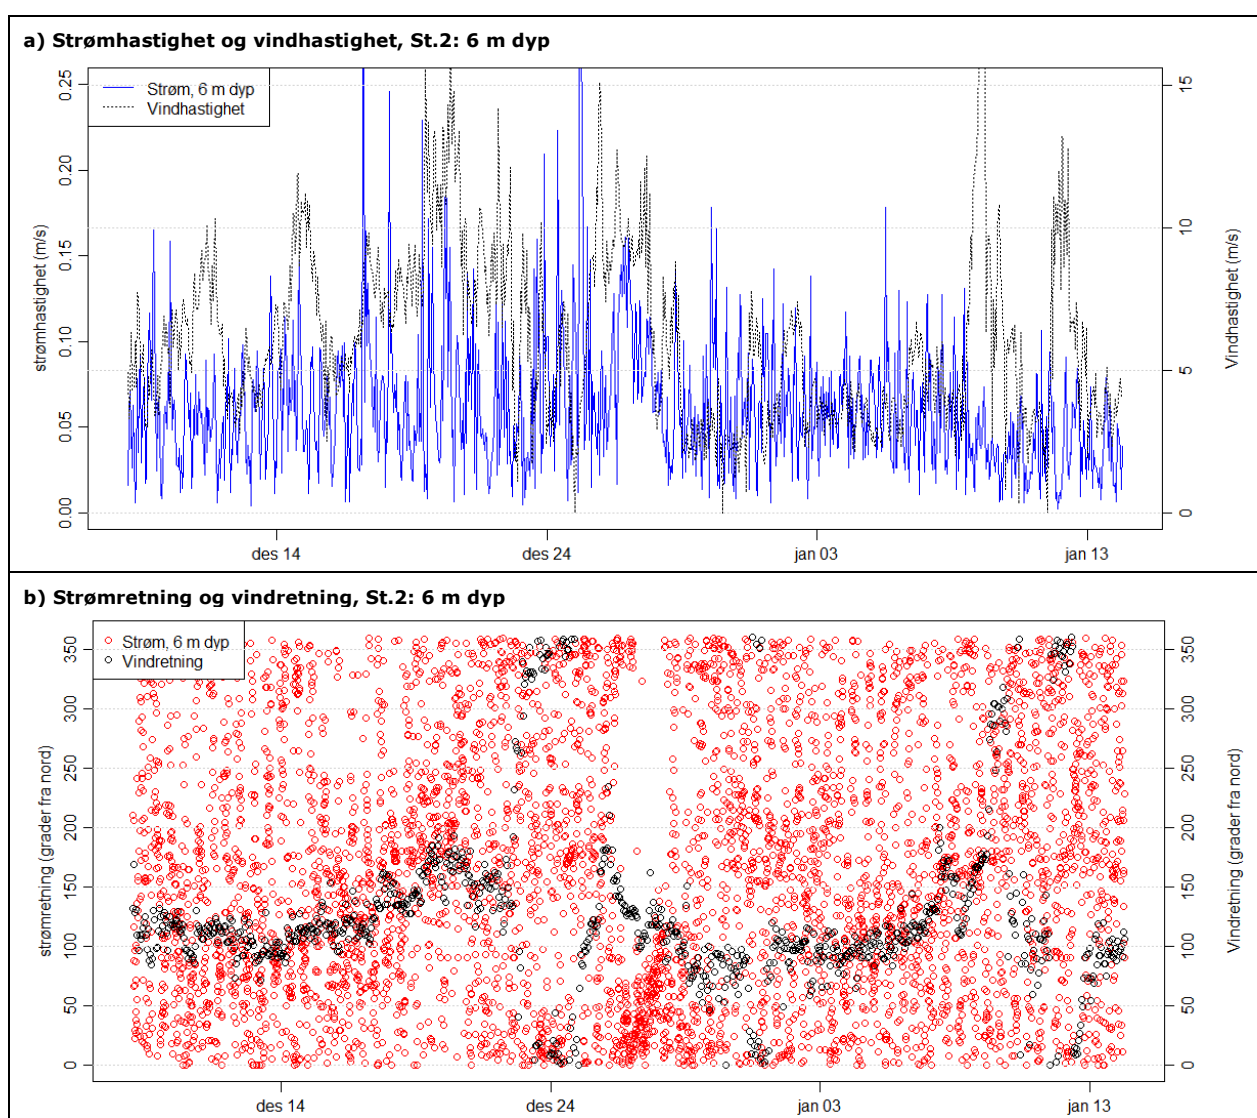 a) Strømhastighet og vindhastighet, St.2: 6 m dyp
Strøm, 6 m dyp
Vindhastighet
strømhastighet (m/s)
0.00 0.05 0.10 0.15 0.20 0.25
Vindhastighet (m/s)
0 5 10 15
des 14 des 24 jan 03 jan 13
b) Strømretning og vindretning, St.2: 6 m dyp
Strøm, 6 m dyp
Vindretning
strømretning (grader fra nord)
0 50 100 150 200 250 300 350
Vindretning (grader fra nord)
0 50 100 150 200 250 300 350
des 14 des 24 jan 03 jan 13